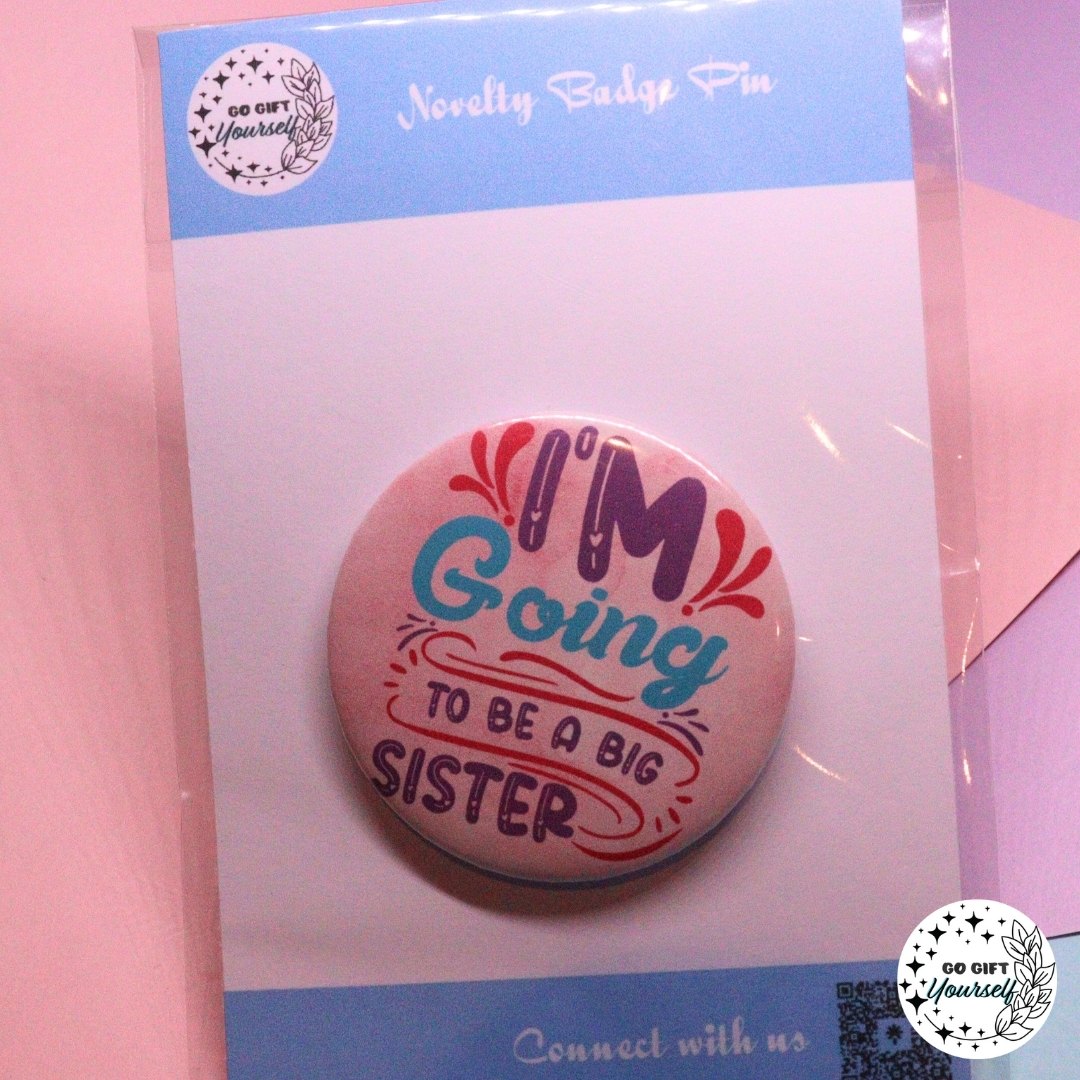 GO GIFT
Yourself
Novelty Badge Pin
I'M
Going
TO BE A BIG
SISTER
Connect with us
GO GIFT
Yourself